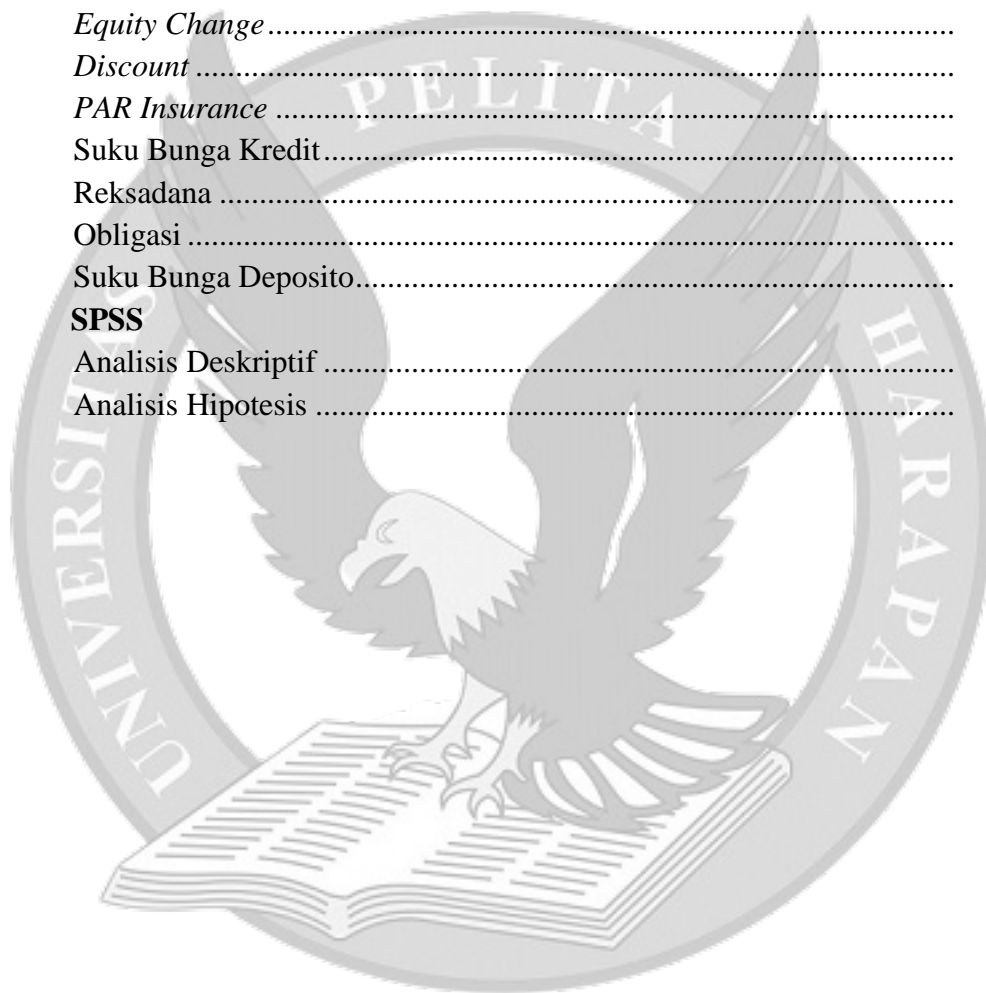 Equity Change......................................................................................
Discount...............................................................................................
PAR Insurance.....................................................................................
Suku Bunga Kredit...............................................................................
Reksadana............................................................................................
Obligasi................................................................................................
Suku Bunga Deposito...........................................................................
SPSS
Analisis Deskriptif...............................................................................
Analisis Hipotesis................................................................................
UNIVERSITAS PELITA HARAPAN